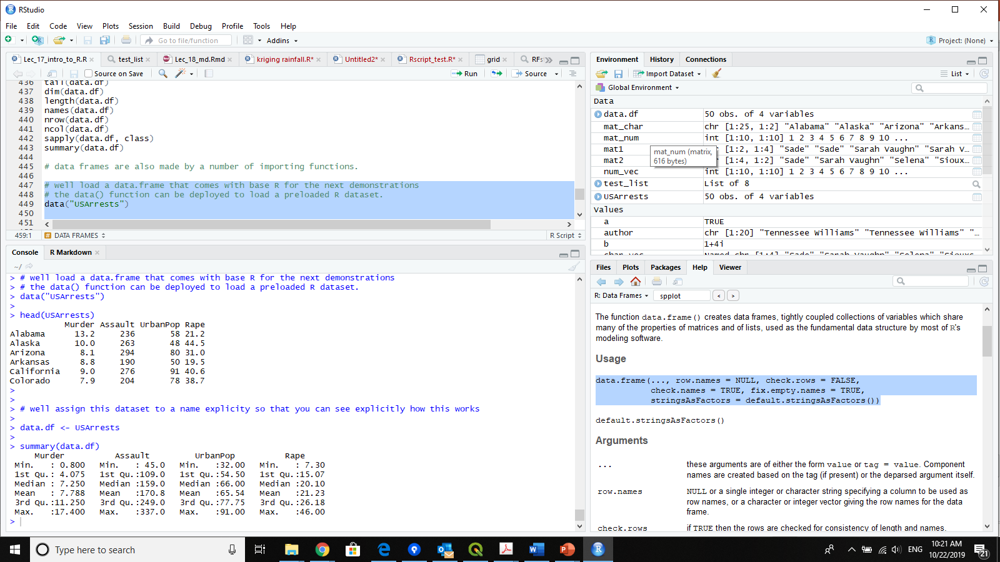 RStudio
File Edit Code View Plots Session Build Debug Profile Tools Help
Go to file/function Addins Project: (None)
Lec_17_intro_to_R.R test_list Lec_18_md.Rmd kriging rainfall.R* Untitled2* Rscript_test.R* grid RFs
Source on Save Run Source
436 tail(data.df)
437 dim(data.df)
438 length(data.df)
439 names(data.df)
440 nrow(data.df)
441 ncol(data.df)
442 sapply(data.df, class)
443 summary(data.df)
444
445 # data frames are also made by a number of importing functions.
446
447 # well load a data.frame that comes with base R for the next demonstrations
448 # the data() function can be deployed to load a preloaded R dataset.
449 data("USArrests")
450
451
459:1 # DATA FRAMES R Script
Console R Markdown
~/
> # well load a data.frame that comes with base R for the next demonstrations
> # the data() function can be deployed to load a preloaded R dataset.
> data("USArrests")
>
> head(USArrests)
Murder Assault UrbanPop Rape
Alabama 13.2 236 58 21.2
Alaska 10.0 263 48 44.5
Arizona 8.1 294 80 31.0
Arkansas 8.8 190 50 19.5
California 9.0 276 91 40.6
Colorado 7.9 204 78 38.7
>
>
> # well assign this dataset to a name explicity so that you can see explicitly how this works
>
> data.df <- USArrests
>
> summary(data.df)
Murder Assault UrbanPop Rape
Min. : 0.800 Min. : 45.0 Min. :32.00 Min. : 7.30
1st Qu.: 4.075 1st Qu.:109.0 1st Qu.:54.50 1st Qu.:15.07
Median : 7.250 Median :159.0 Median :66.00 Median :20.10
Mean : 7.788 Mean :170.8 Mean :65.54 Mean :21.23
3rd Qu.:11.250 3rd Qu.:249.0 3rd Qu.:77.75 3rd Qu.:26.18
Max. :17.400 Max. :337.0 Max. :91.00 Max. :46.00
>
Environment History Connections
Import Dataset List
Global Environment
Data
data.df 50 obs. of 4 variables
mat_char chr [1:25, 1:2] "Alabama" "Alaska" "Arizona" "Arkans...
mat_num int [1:10, 1:10] 1 2 3 4 5 6 7 8 9 10 ...
mat1 [1:2, 1:4] "Sade" "Sade" "Sarah Vaughn" "Sarah V...
mat2 [1:4, 1:2] "Sade" "Sarah Vaughn" "Selena" "Sioux...
mat_num (matrix,
616 bytes)
num_vec int [1:10, 1:10] 1 2 3 4 5 6 7 8 9 10 ...
test_list List of 8
USArrests 50 obs. of 4 variables
Values
a TRUE
author chr [1:20] "Tennessee Williams" "Tennessee Williams" "...
b 1+4i
char_vec Named chr [1:4] "Sade" "Sarah Vaughn" "Selena" "Sioux
Files Plots Packages Help Viewer
R: Data Frames spplot < >
The function data.frame() creates data frames, tightly coupled collections of variables which share
many of the properties of matrices and of lists, used as the fundamental data structure by most of R's
modeling software.
Usage
data.frame(..., row.names = NULL, check.rows = FALSE,
check.names = TRUE, fix.empty.names = TRUE,
stringsAsFactors = default.stringsAsFactors())
default.stringsAsFactors()
Arguments
... these arguments are of either the form value or tag = value. Component
names are created based on the tag (if present) or the deparsed argument itself.
row.names NULL or a single integer or character string specifying a column to be used as
row names, or a character or integer vector giving the row names for the data
frame.
check.rows if TRUE then the rows are checked for consistency of length and names.
Type here to search
ENG
10:21 AM
10/22/2019
21